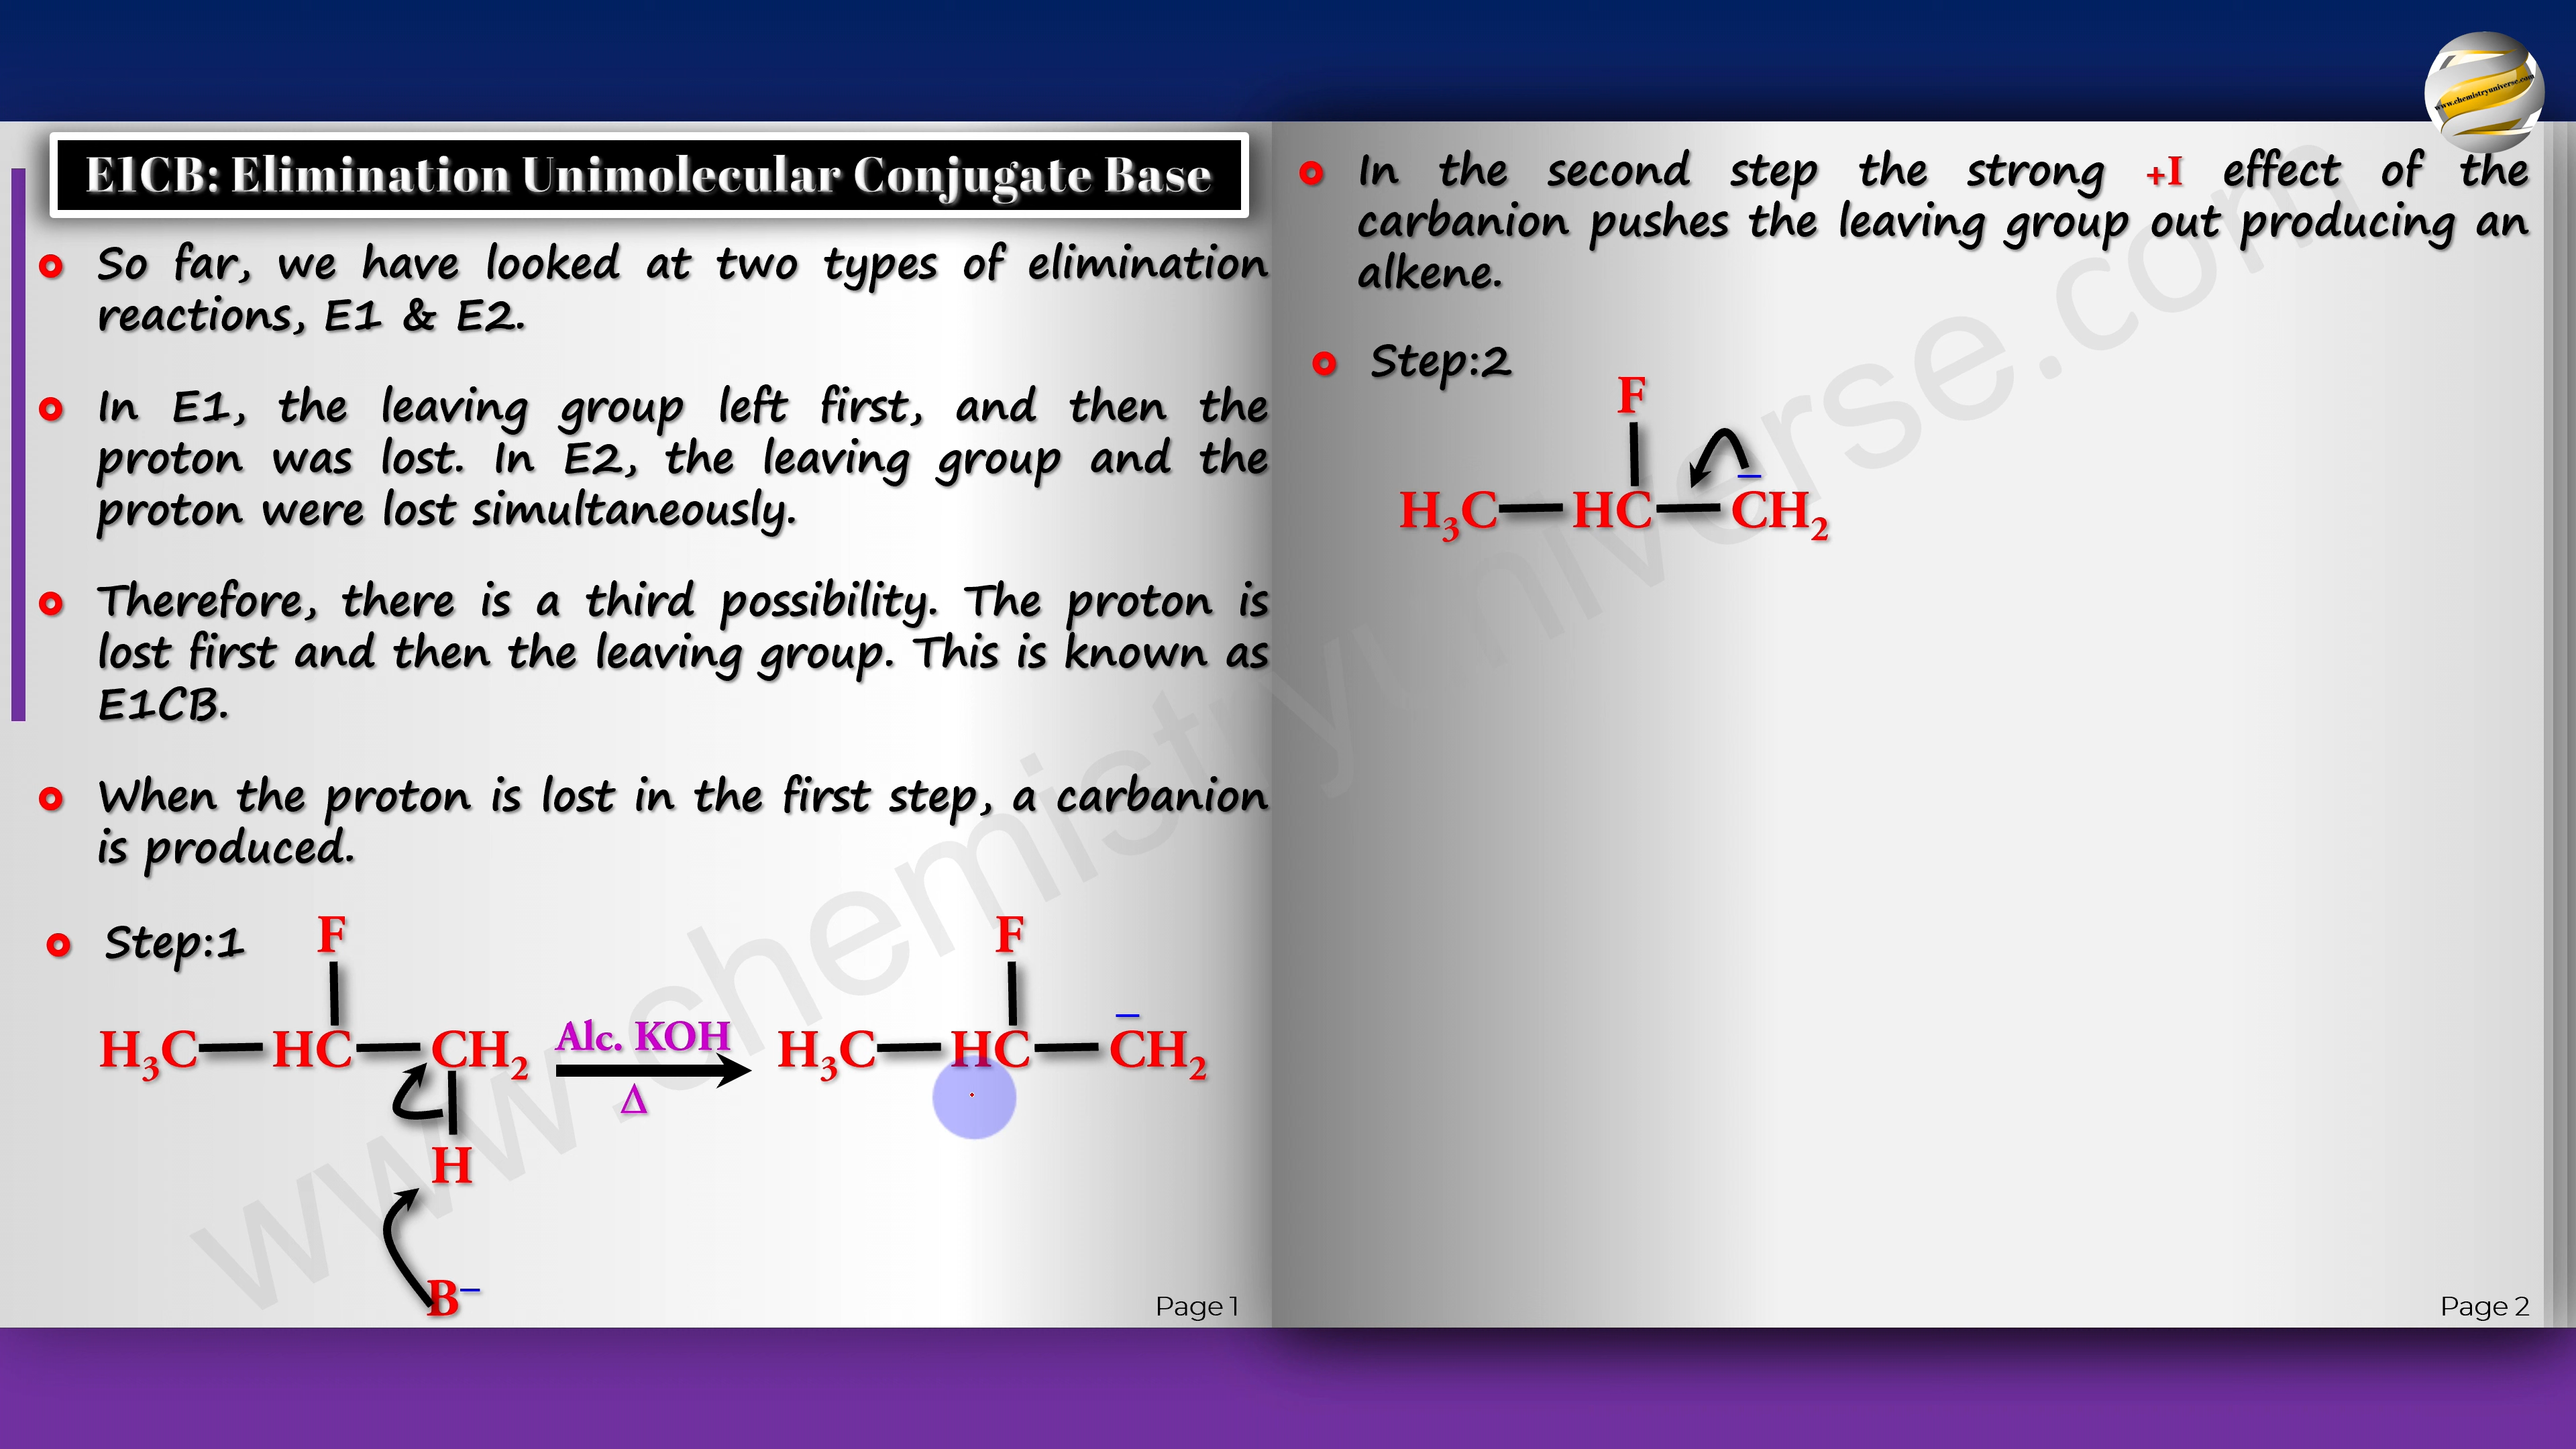 E1CB: Elimination Unimolecular Conjugate Base
So far, we have looked at two types of elimination
reactions, E1 & E2.
In E1, the leaving group left first, and then the
proton was lost. In E2, the leaving group and the
proton were lost simultaneously.
Therefore, there is a third possibility. The proton is
lost first and then the leaving group. This is known as
E1CB.
When the proton is lost in the first step, a carbanion
is produced.
Step:1
F
H₃C—HC—CH₂
H
B⁻
Alc. KOH
Δ
F
H₃C—HC—C̄H₂
Page 1
In the second step the strong +I effect of the
carbanion pushes the leaving group out producing an
alkene.
Step:2
F
H₃C—HC—C̄H₂
Page 2
www.chemistryuniverse.com
www.chemistryuniverse.com